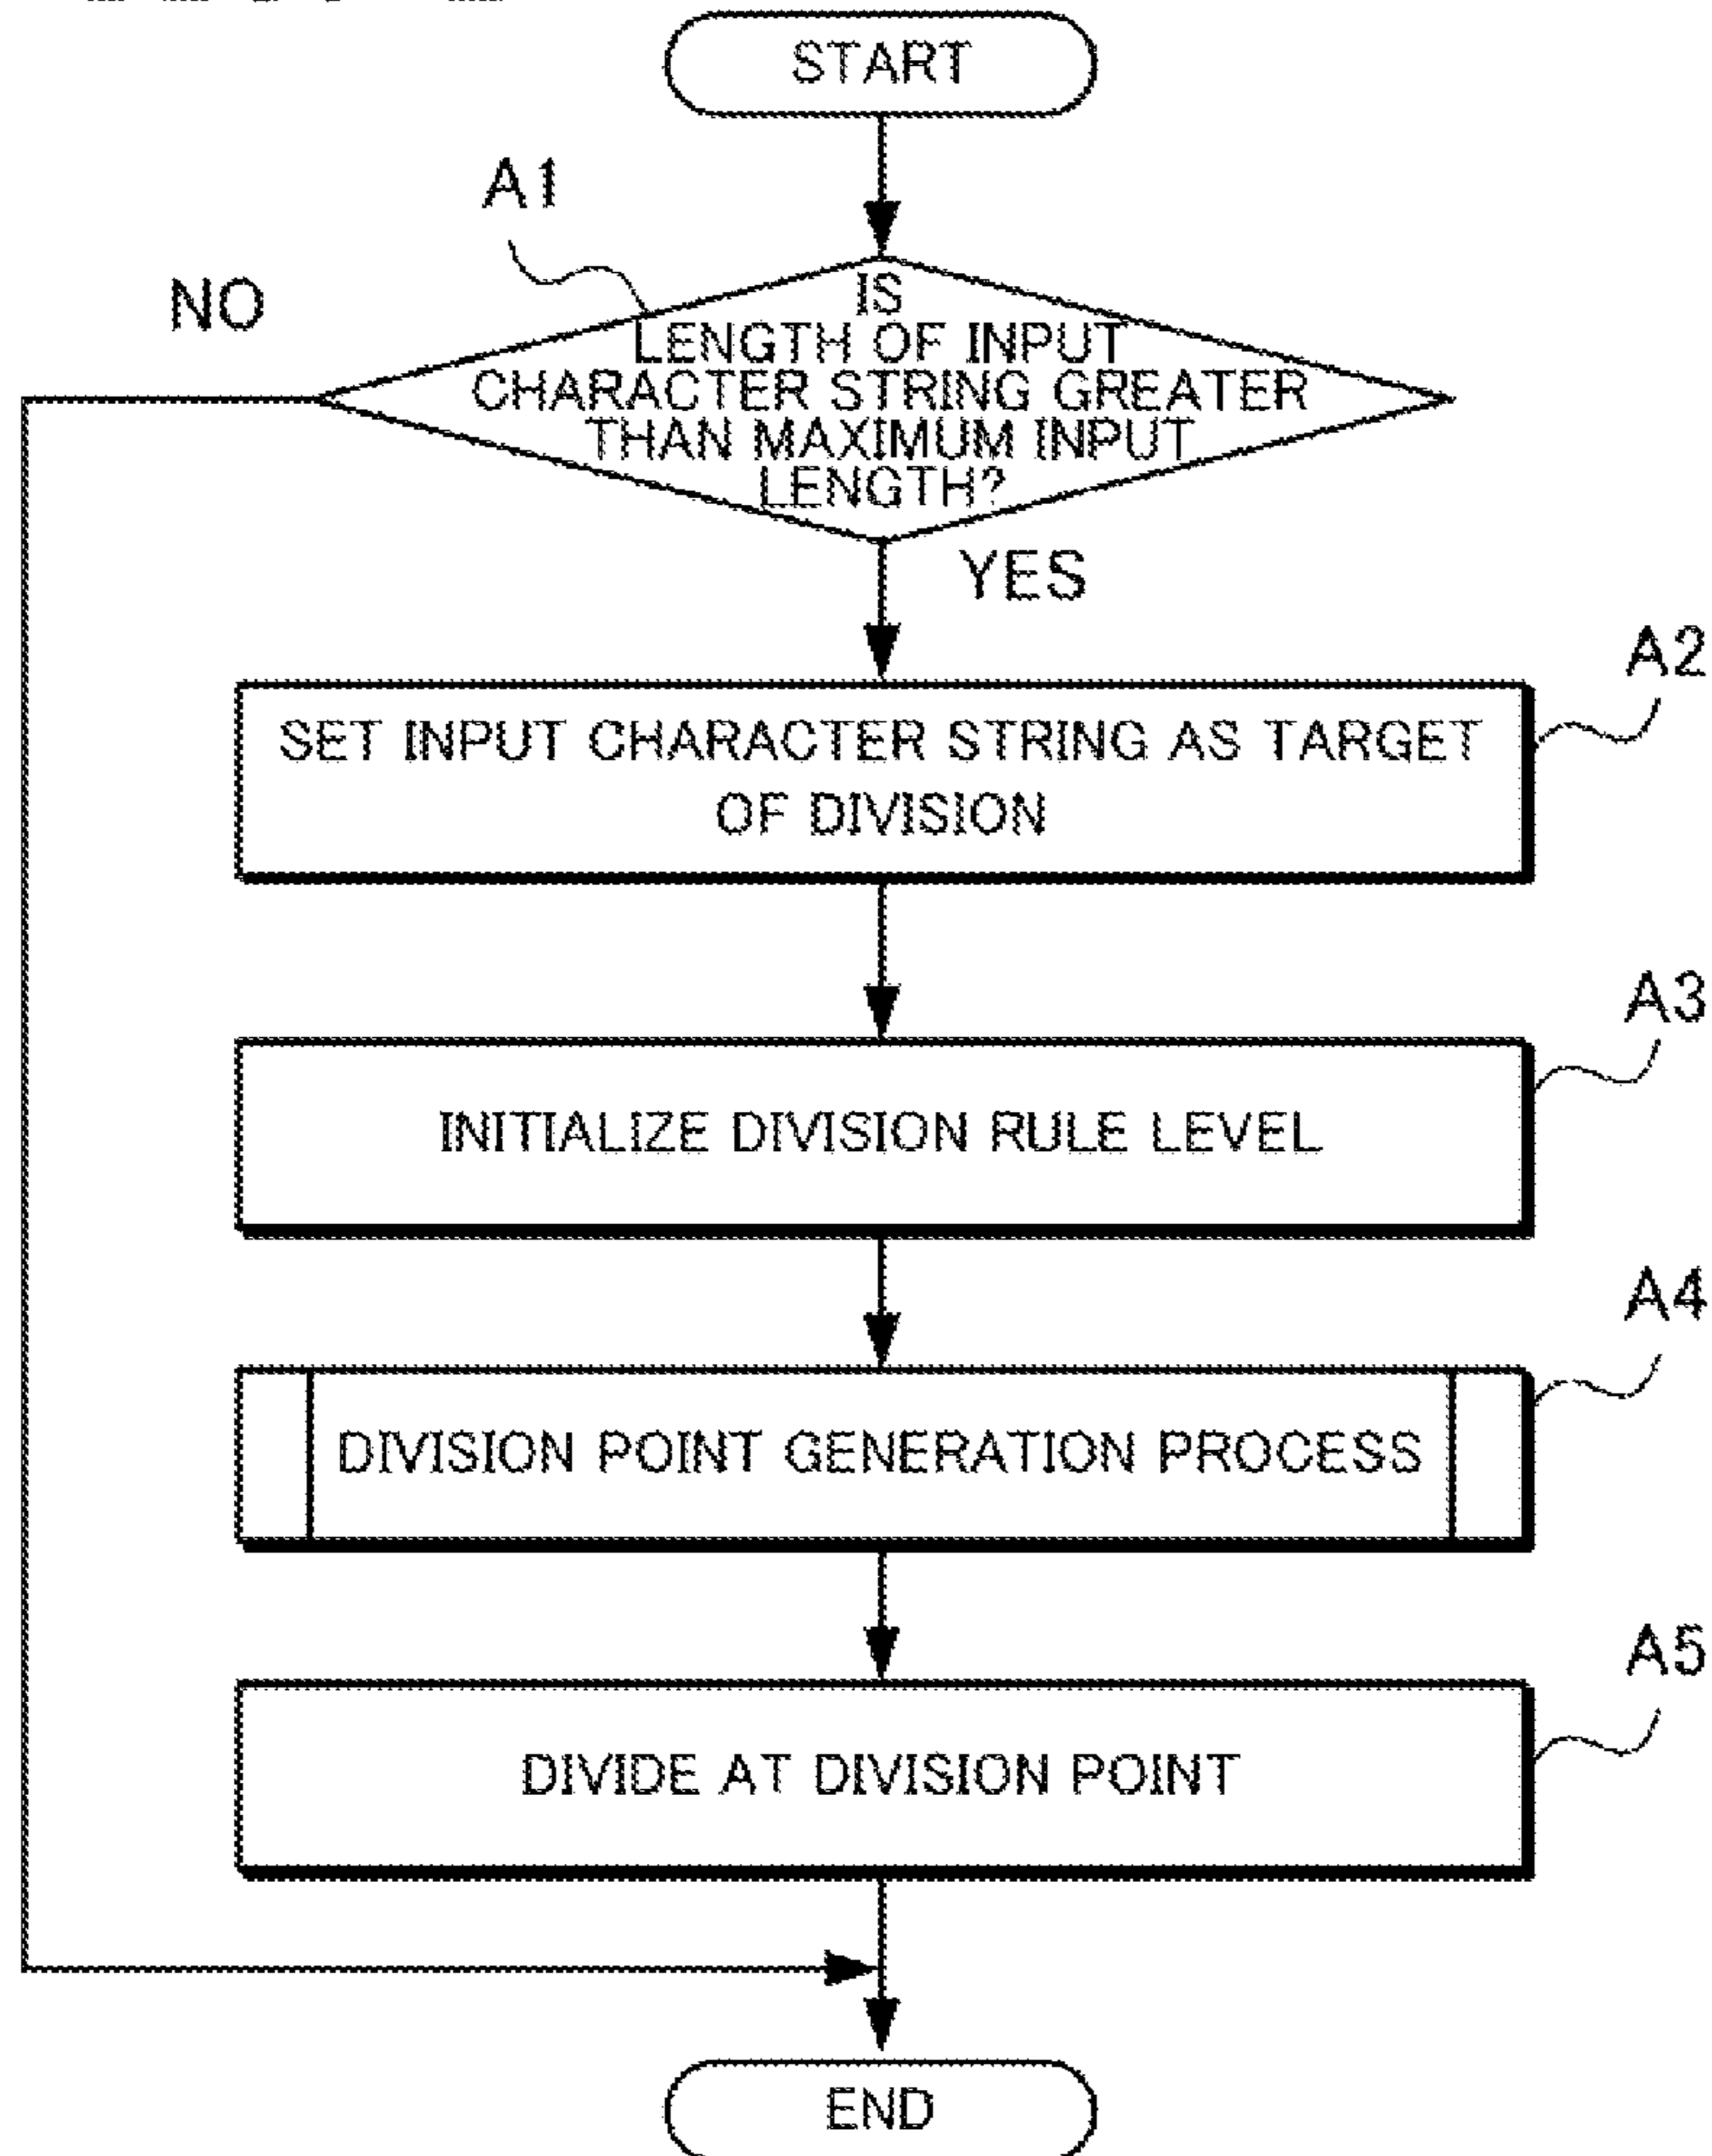 START
A1
NO
IS
LENGTH OF INPUT
CHARACTER STRING GREATER
THAN MAXIMUM INPUT
LENGTH?
YES
A2
SET INPUT CHARACTER STRING AS TARGET
OF DIVISION
A3
INITIALIZE DIVISION RULE LEVEL
A4
DIVISION POINT GENERATION PROCESS
A5
DIVIDE AT DIVISION POINT
END